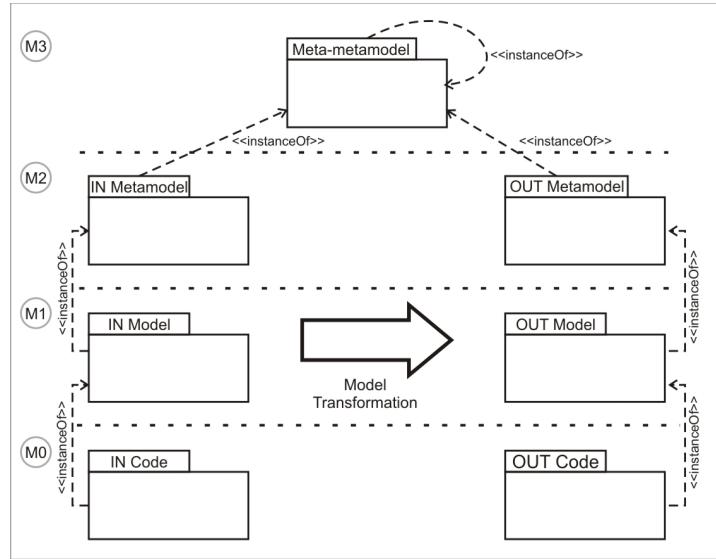 M3
Meta-metamodel
<<instanceOf>>
<<instanceOf>>
<<instanceOf>>
M2
IN Metamodel
OUT Metamodel
<<instanceOf>>
<<instanceOf>>
M1
IN Model
OUT Model
Model
Transformation
<<instanceOf>>
<<instanceOf>>
M0
IN Code
OUT Code